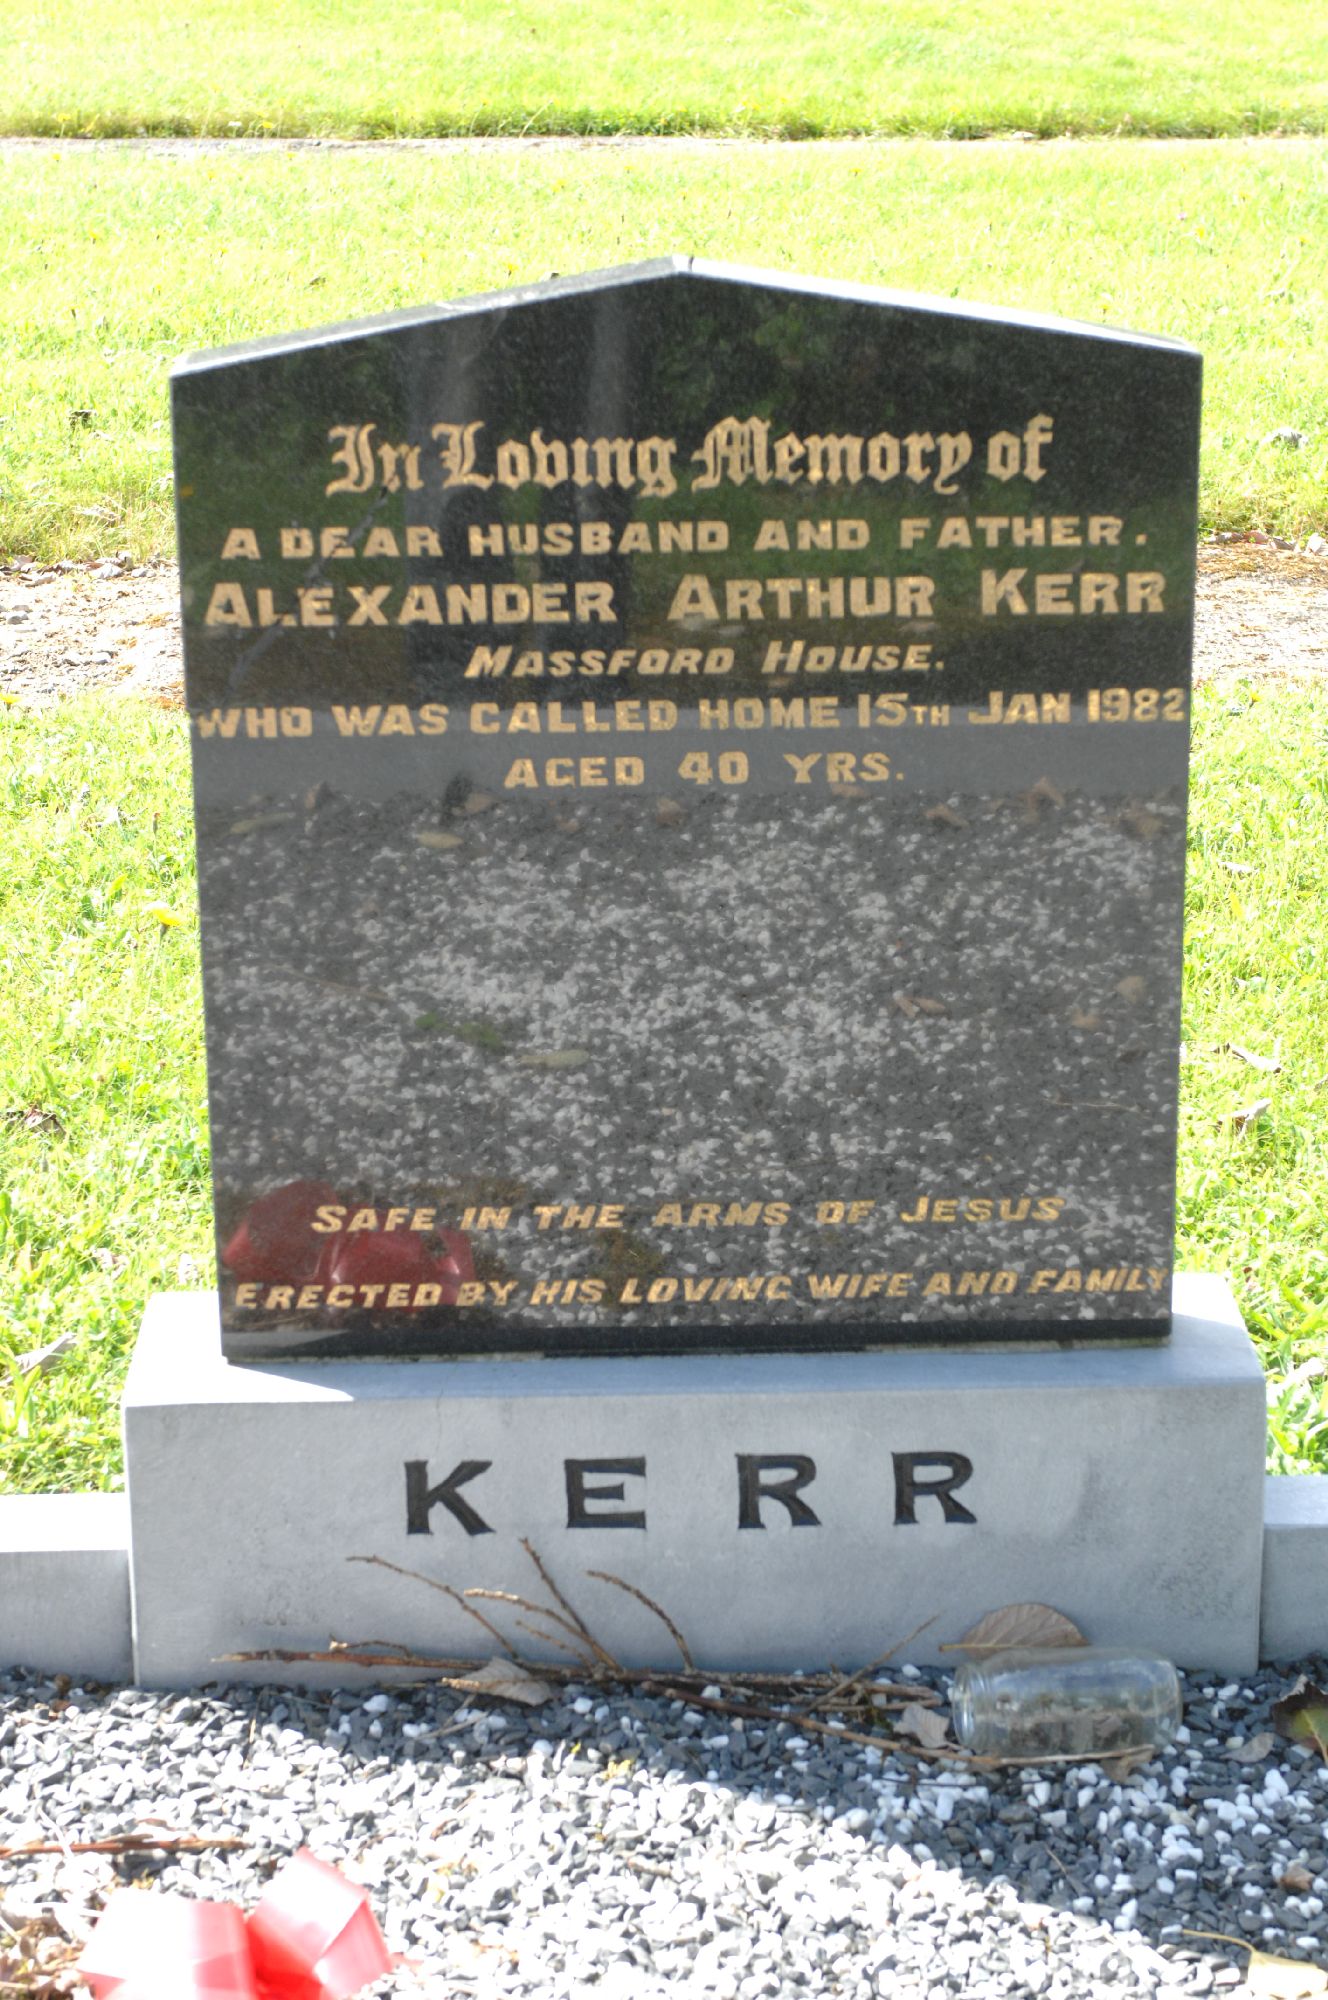 In Loving Memory of
A DEAR HUSBAND AND FATHER.
ALEXANDER ARTHUR KERR
MASSFORD HOUSE.
WHO WAS CALLED HOME 15TH JAN 1982
AGED 40 YRS.
SAFE IN THE ARMS OF JESUS
ERECTED BY HIS LOVING WIFE AND FAMILY
KERR